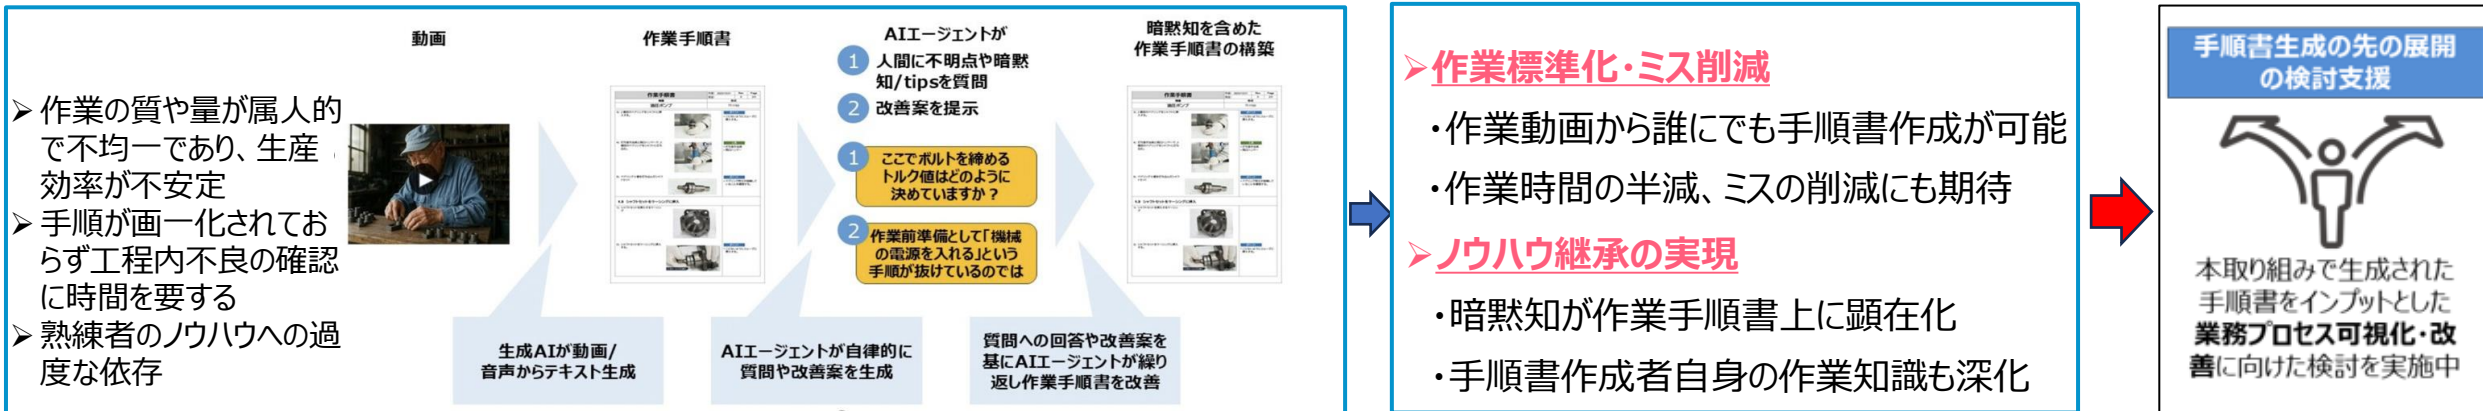 ➢ 作業の質や量が属人的
で不均一であり、生産
効率が不安定
➢ 手順が画一化されてお
らず工程内不良の確認
に時間を要する
➢ 熟練者のノウハウへの過
度な依存
動画
作業手順書
AIエージェントが
1 人間に不明点や暗黙
知/tipsを質問
2 改善案を提示
1 ここでボルトを締める
トルク値はどのように
決めていますか?
2 作業前準備として「機械
の電源を入れる」という
手順が抜けているのでは
暗黙知を含めた
作業手順書の構築
作業手順書
作業手順書
生成AIが動画/
音声からテキスト生成
AIエージェントが自律的に
質問や改善案を生成
質問への回答や改善案を
基にAIエージェントが繰り
返し作業手順書を改善
➢作業標準化・ミス削減
・作業動画から誰にでも手順書作成が可能
・作業時間の半減、ミスの削減にも期待
➢ノウハウ継承の実現
・暗黙知が作業手順書上に顕在化
・手順書作成者自身の作業知識も深化
手順書生成の先の展開
の検討支援
本取り組みで生成された
手順書をインプットとした
業務プロセス可視化・改
善に向けた検討を実施中